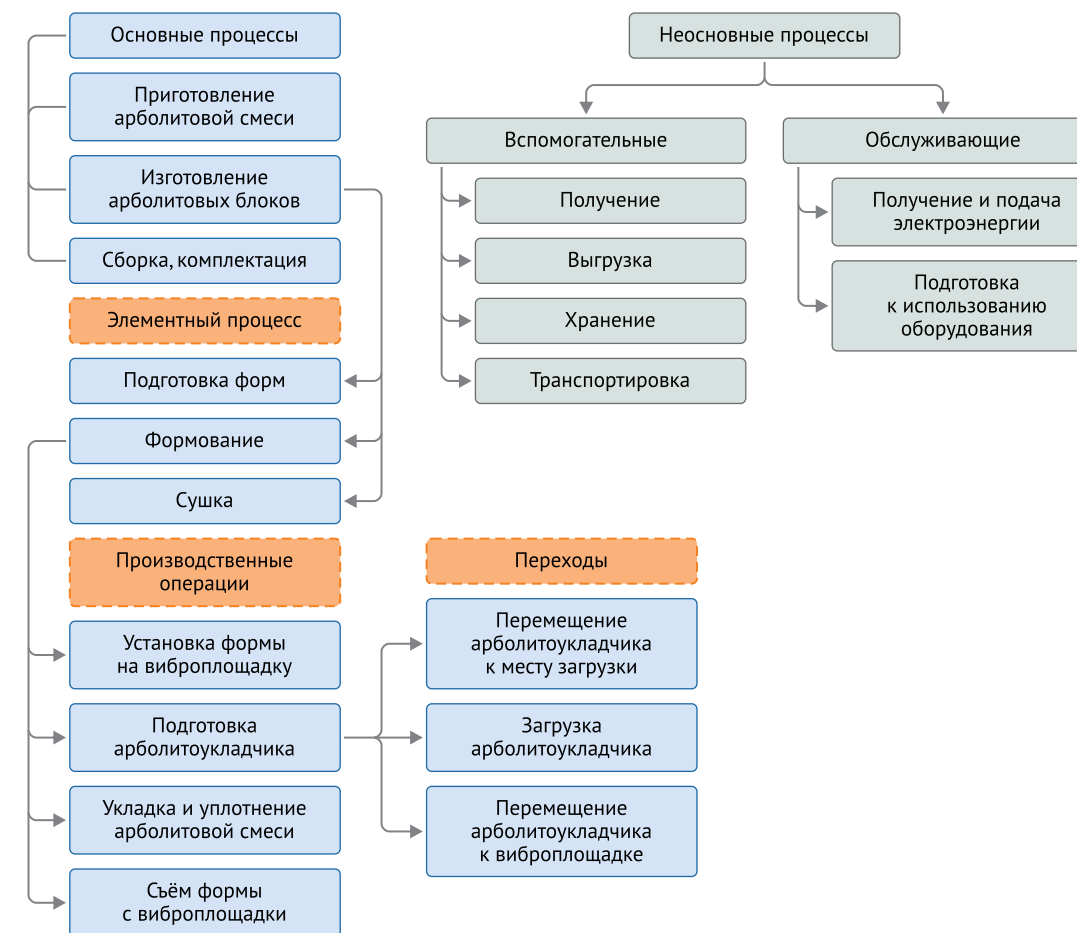 Основные процессы
Приготовление
арболитовой смеси
Изготовление
арболитовых блоков
Сборка, комплектация
Элементный процесс
Подготовка форм
Формование
Сушка
Производственные
операции
Установка формы
на виброплощадку
Подготовка
арболитоукладчика
Укладка и уплотнение
арболитовой смеси
Съём формы
с виброплощадки
Переходы
Перемещение
арболитоукладчика
к месту загрузки
Загрузка
арболитоукладчика
Перемещение
арболитоукладчика
к виброплощадке
Неосновные процессы
Вспомогательные
Получение
Выгрузка
Хранение
Транспортировка
Обслуживающие
Получение и подача
электроэнергии
Подготовка
к использованию
оборудования